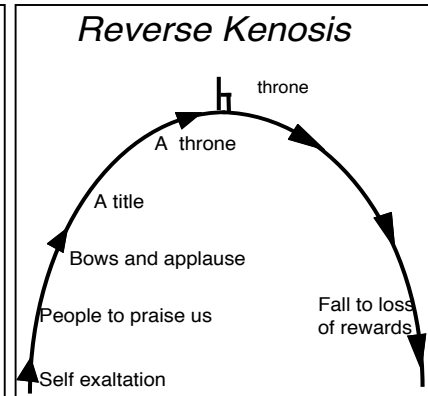 Reverse Kenosis
throne
A throne
A title
Bows and applause
People to praise us
Self exaltation
Fall to loss
of rewards